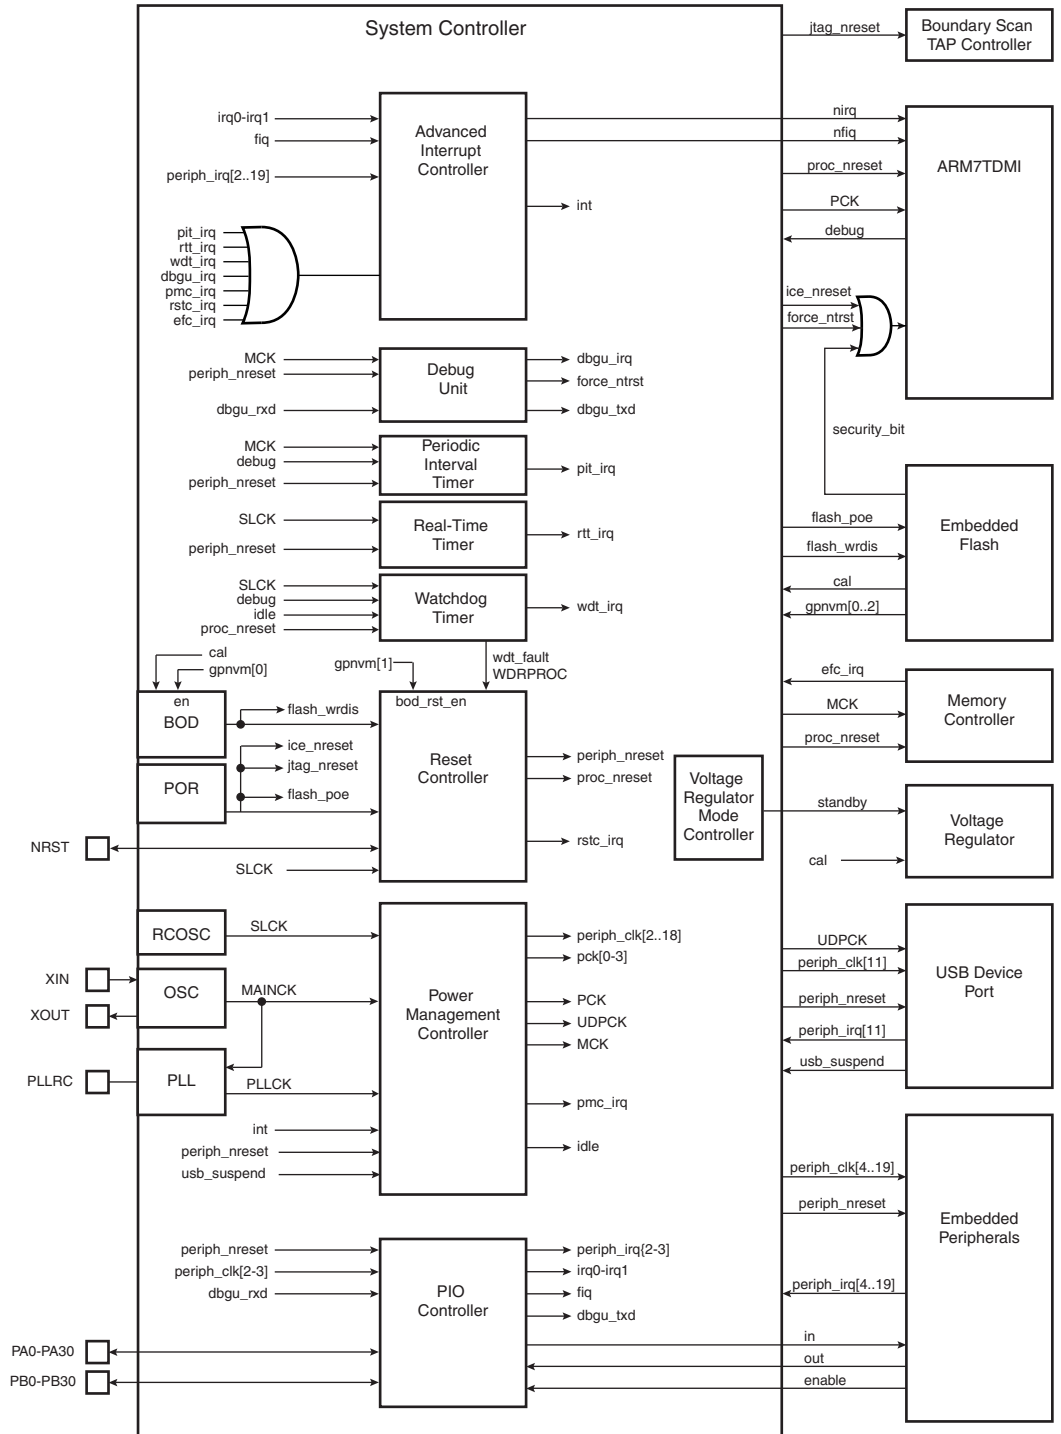 System Controller
jtag_nreset
Boundary Scan
TAP Controller
irq0-irq1
fiq
periph_irq[2..19]
Advanced
Interrupt
Controller
int
nirq
nfiq
proc_nreset
PCK
debug
ARM7TDMI
pit_irq
rtt_irq
wdt_irq
dbgu_irq
pmc_irq
rstc_irq
efc_irq
ice_nreset
force_ntrst
security_bit
MCK
periph_nreset
dbgu_rxd
Debug
Unit
dbgu_irq
force_ntrst
dbgu_txd
MCK
debug
periph_nreset
Periodic
Interval
Timer
pit_irq
SLCK
periph_nreset
Real-Time
Timer
rtt_irq
flash_poe
flash_wrdis
cal
gpnvm[0..2]
Embedded
Flash
SLCK
debug
idle
proc_nreset
Watchdog
Timer
wdt_irq
wdt_fault
WDRPROC
cal
gpnvm[0]
gpnvm[1]
en
BOD
bod_rst_en
flash_wrdis
ice_nreset
jtag_nreset
flash_poe
POR
Reset
Controller
periph_nreset
proc_nreset
rstc_irq
NRST
SLCK
efc_irq
MCK
proc_nreset
Memory
Controller
Voltage
Regulator
Mode
Controller
standby
cal
Voltage
Regulator
RCOSC
SLCK
XIN
OSC
MAINCK
XOUT
PLLRC
PLL
PLLCK
int
periph_nreset
usb_suspend
Power
Management
Controller
periph_clk[2..18]
pck[0-3]
PCK
UDPCK
MCK
pmc_irq
idle
UDPCK
periph_clk[11]
periph_nreset
periph_irq[11]
usb_suspend
USB Device
Port
periph_clk[4..19]
periph_nreset
periph_irq[4..19]
Embedded
Peripherals
periph_nreset
periph_clk[2-3]
dbgu_rxd
PIO
Controller
periph_irq{2-3]
irq0-irq1
fiq
dbgu_txd
in
out
enable
PA0-PA30
PB0-PB30